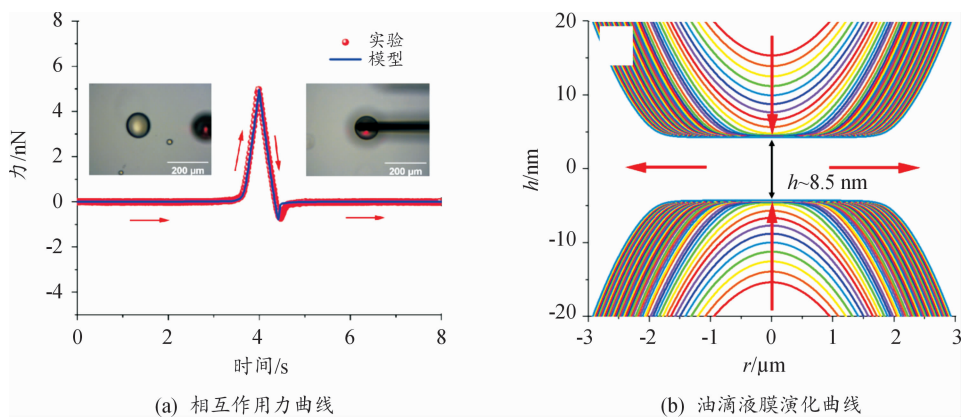 5
4
2
0
-2
-4
力/nN
实验
模型
200 μm
200 μm
0
2
4
6
8
时间/s
(a) 相互作用力曲线
20
10
0
-10
-20
h/nm
h~8.5 nm
-3
-2
-1
0
1
2
3
r/μm
(b) 油滴液膜演化曲线